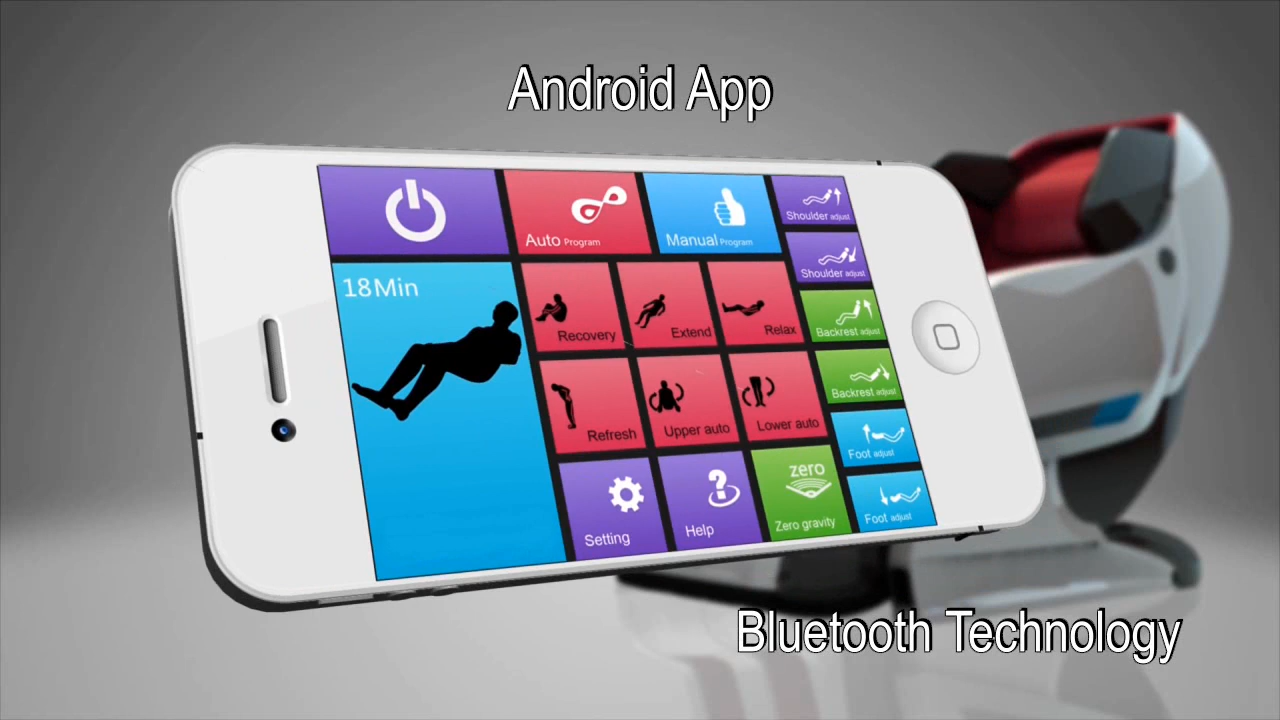 Android App
Auto Program
Manual Program
Shoulder adjust
18Min
Shoulder adjust
Recovery
Extend
Relax
Backrest adjust
Refresh
Upper auto
Lower auto
Backrest adjust
Foot adjust
Setting
Help
zero
Zero gravity
Foot adjust
Bluetooth Technology